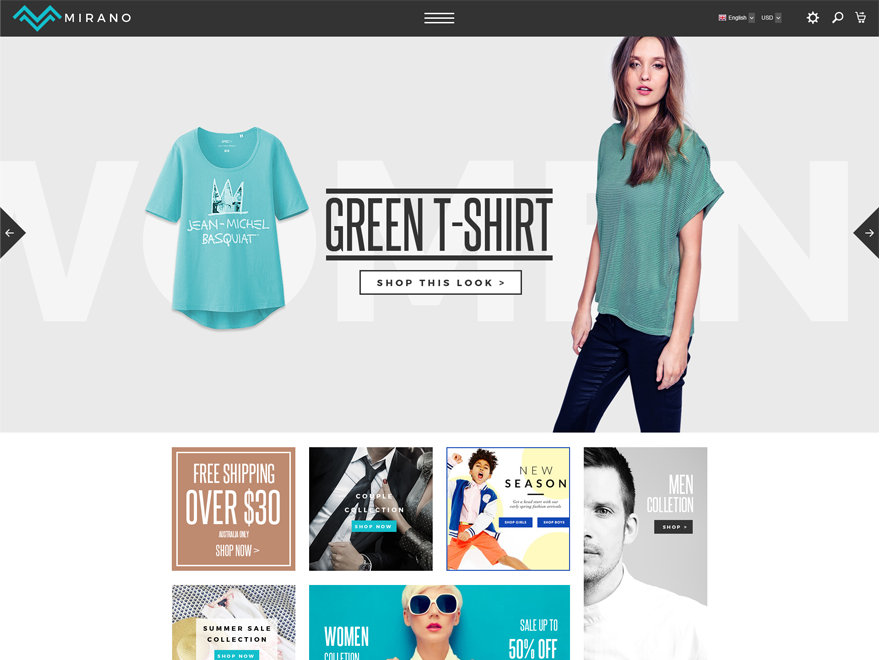 MIRANO
English
USD
WOMEN
JEAN-MICHEL
BASQUIAT
GREEN T-SHIRT
SHOP THIS LOOK >
FREE SHIPPING
OVER $30
AUSTRALIA ONLY
SHOP NOW >
COUPLE
COLLECTION
SHOP NOW
NEW
SEASON
Get a head start with our
early spring fashion arrivals
SHOP GIRLS
SHOP BOYS
MEN
COLLETION
SHOP >
SUMMER SALE
COLLECTION
SHOP NOW
WOMEN
COLLETION
SALE UP TO
50% OFF